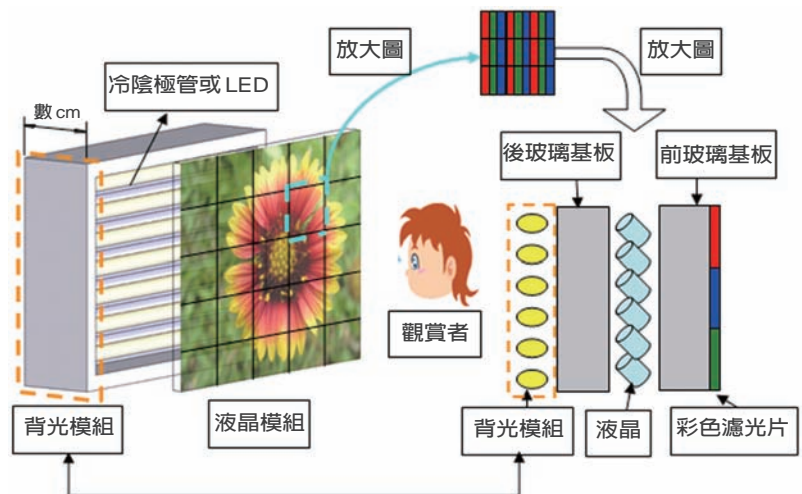 放大圖
放大圖
冷陰極管或 LED
數 cm
後玻璃基板
前玻璃基板
觀賞者
背光模組
液晶模組
背光模組
液晶
彩色濾光片